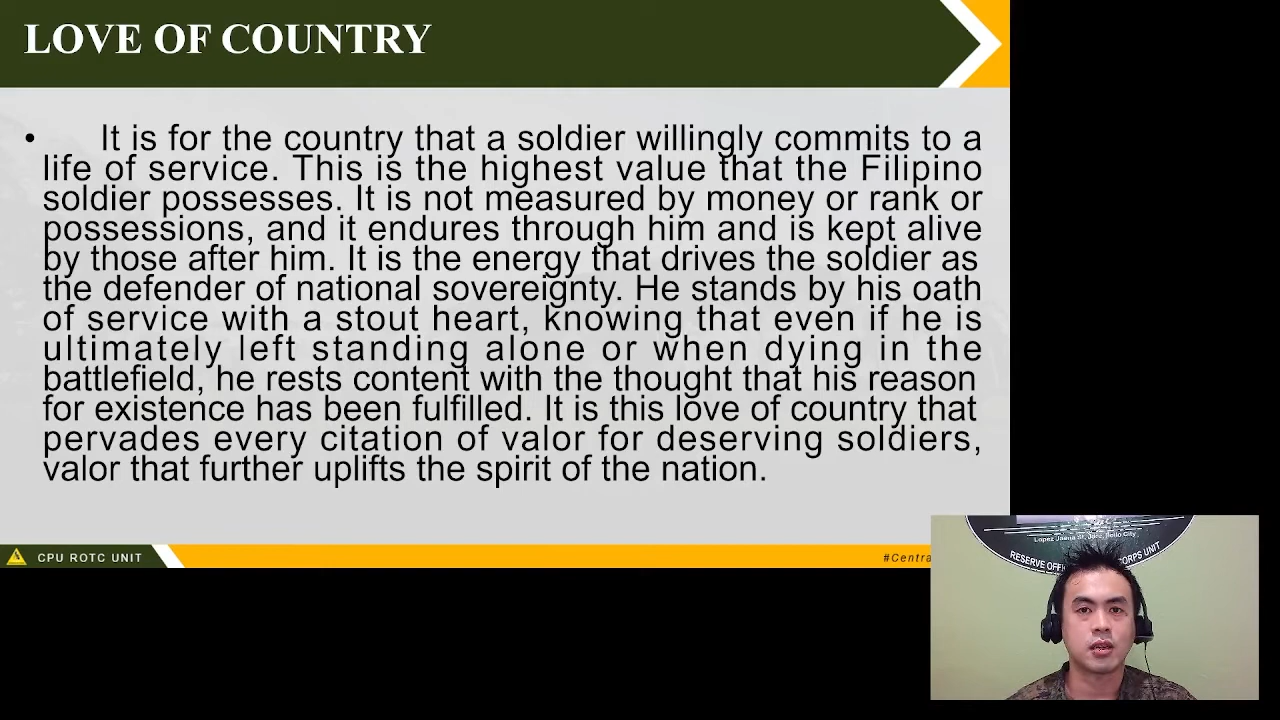 LOVE OF COUNTRY
• It is for the country that a soldier willingly commits to a
life of service. This is the highest value that the Filipino
soldier possesses. It is not measured by money or rank or
possessions, and it endures through him and is kept alive
by those after him. It is the energy that drives the soldier as
the defender of national sovereignty. He stands by his oath
of service with a stout heart, knowing that even if he is
ultimately left standing alone or when dying in the
battlefield, he rests content with the thought that his reason
for existence has been fulfilled. It is this love of country that
pervades every citation of valor for deserving soldiers,
valor that further uplifts the spirit of the nation.
CPU ROTC UNIT
#Centra
Lopez Jaena St, Jaro, Iloilo City
RESERVE CORPS UNIT